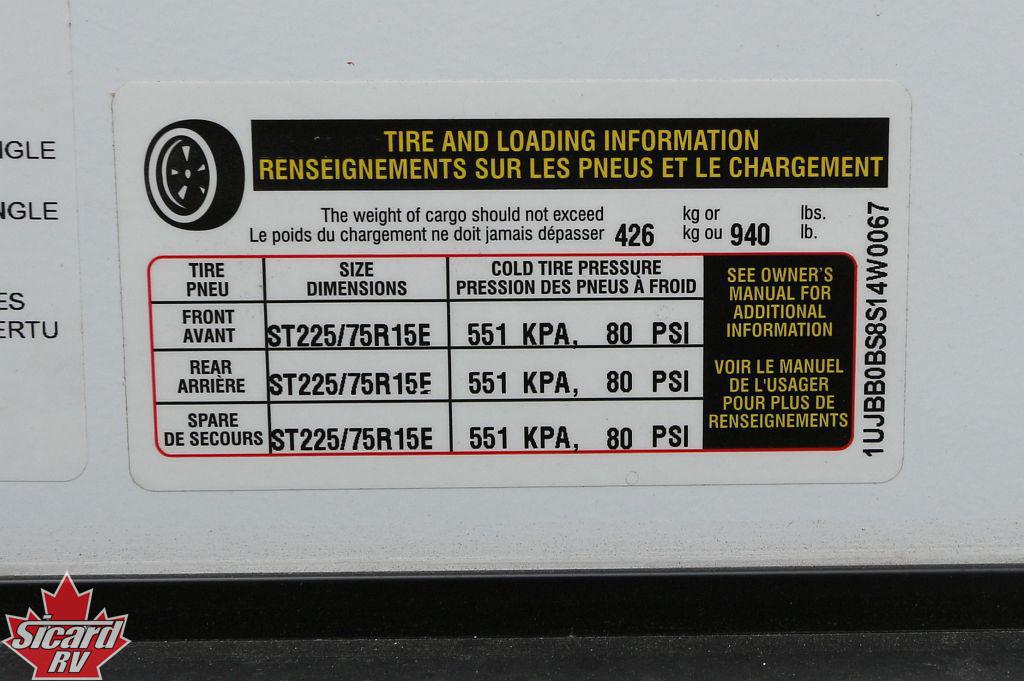 TIRE AND LOADING INFORMATION
RENSEIGNEMENTS SUR LES PNEUS ET LE CHARGEMENT
The weight of cargo should not exceed kg or lbs.
Le poids du chargement ne doit jamais dépasser 426 kg ou 940 lb.
TIRE SIZE COLD TIRE PRESSURE
PNEU DIMENSIONS PRESSION DES PNEUS À FROID
FRONT
AVANT ST225/75R15E 551 KPA, 80 PSI
REAR
ARRIÈRE ST225/75R15E 551 KPA, 80 PSI
SPARE
DE SECOURS ST225/75R15E 551 KPA, 80 PSI
SEE OWNER'S
MANUAL FOR
ADDITIONAL
INFORMATION
VOIR LE MANUEL
DE L'USAGER
POUR PLUS DE
RENSEIGNEMENTS
1UJBB0BS8S14W0067
Sicard
RV